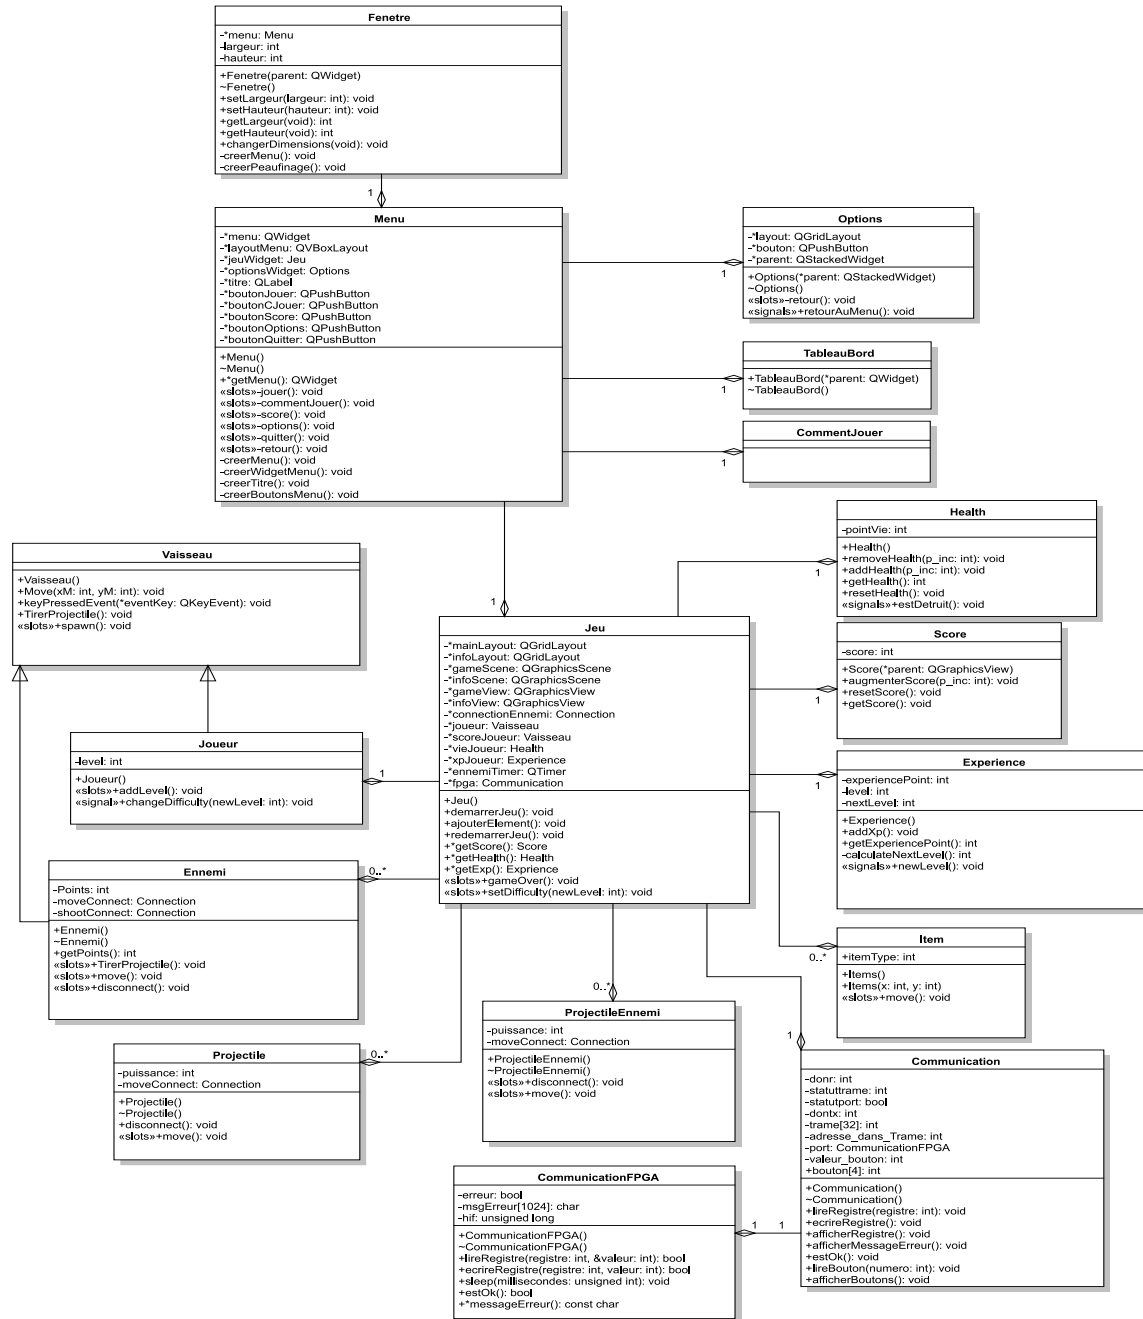 Fenetre
-*menu: Menu
-largeur: int
-hauteur: int
+Fenetre(parent: QWidget)
~Fenetre()
+setLargeur(largeur: int): void
+setHauteur(hauteur: int): void
+getLargeur(void): int
+getHauteur(void): int
+changerDimensions(void): void
-creerMenu(): void
-creerPeaufinage(): void
1
Menu
-*menu: QWidget
-*layoutMenu: QVBoxLayout
-*jeuWidget: Jeu
-*optionsWidget: Options
-*titre: QLabel
-*boutonJouer: QPushButton
-*boutonCJouer: QPushButton
-*boutonScore: QPushButton
-*boutonOptions: QPushButton
-*boutonQuitter: QPushButton
+Menu()
~Menu()
+*getMenu(): QWidget
«slots»-jouer(): void
«slots»-commentJouer(): void
«slots»-score(): void
«slots»-options(): void
«slots»-quitter(): void
«slots»-retour(): void
-creerMenu(): void
-creerWidgetMenu(): void
-creerTitre(): void
-creerBoutonsMenu(): void
1
Options
-*layout: QGridLayout
-*bouton: QPushButton
-*parent: QStackedWidget
+Options(*parent: QStackedWidget)
~Options()
«slots»-retour(): void
«signals»+retourAuMenu(): void
1
TableauBord
+TableauBord(*parent: QWidget)
~TableauBord()
1
CommentJouer
1
Health
-pointVie: int
+Health()
+removeHealth(p_inc: int): void
+addHealth(p_inc: int): void
+getHealth(): int
+resetHealth(): void
«signals»+estDetruit(): void
1
Vaisseau
+Vaisseau()
+Move(xM: int, yM: int): void
+keyPressedEvent(*eventKey: QKeyEvent): void
+TirerProjectile(): void
«slots»+spawn(): void
1
Jeu
-*mainLayout: QGridLayout
-*infoLayout: QGridLayout
-*gameScene: QGraphicsScene
-*infoScene: QGraphicsScene
-*gameView: QGraphicsView
-*infoView: QGraphicsView
-*connectionEnnemi: Connection
-*joueur: Vaisseau
-*scoreJoueur: Vaisseau
-*vieJoueur: Health
-*xpJoueur: Experience
-*ennemiTimer: QTimer
-*fpga: Communication
+Jeu()
+demarrerJeu(): void
+ajouterElement(): void
+redemarrerJeu(): void
+*getScore(): Score
+*getHealth(): Health
+*getExp(): Exprience
«slots»+gameOver(): void
«slots»+setDifficulty(newLevel: int): void
Score
-score: int
+Score(*parent: QGraphicsView)
+augmenterScore(p_inc: int): void
+resetScore(): void
+getScore(): void
1
Joueur
-level: int
+Joueur()
«slots»+addLevel(): void
«signal»+changeDifficulty(newLevel: int): void
1
Experience
-experiencePoint: int
-level: int
-nextLevel: int
+Experience()
+addXp(): void
+getExperiencePoint(): int
-calculateNextLevel(): int
«signals»+newLevel(): void
0..*
Ennemi
-Points: int
-moveConnect: Connection
-shootConnect: Connection
+Ennemi()
~Ennemi()
+getPoints(): int
«slots»+TirerProjectile(): void
«slots»+move(): void
«slots»+disconnect(): void
0..*
Item
+itemType: int
+Items()
+Items(x: int, y: int)
«slots»+move(): void
0..*
ProjectileEnnemi
-puissance: int
-moveConnect: Connection
+ProjectileEnnemi()
~ProjectileEnnemi()
«slots»+disconnect(): void
«slots»+move(): void
0..*
Projectile
-puissance: int
-moveConnect: Connection
+Projectile()
~Projectile()
+disconnect(): void
«slots»+move(): void
1
Communication
-donr: int
-statuttrame: int
-statutport: bool
-dontx: int
-trame[32]: int
-adresse_dans_Trame: int
-port: CommunicationFPGA
-valeur_bouton: int
+bouton[4]: int
+Communication()
~Communication()
+lireRegistre(registre: int): void
+ecrireRegistre(): void
+afficherRegistre(): void
+afficherMessageErreur(): void
+estOk(): void
+lireBouton(numero: int): void
+afficherBoutons(): void
1
1
CommunicationFPGA
-erreur: bool
-msgErreur[1024]: char
-hif: unsigned long
+CommunicationFPGA()
~CommunicationFPGA()
+lireRegistre(registre: int, &valeur: int): bool
+ecrireRegistre(registre: int, valeur: int): bool
+sleep(millisecondes: unsigned int): void
+estOk(): bool
+*messageErreur(): const char